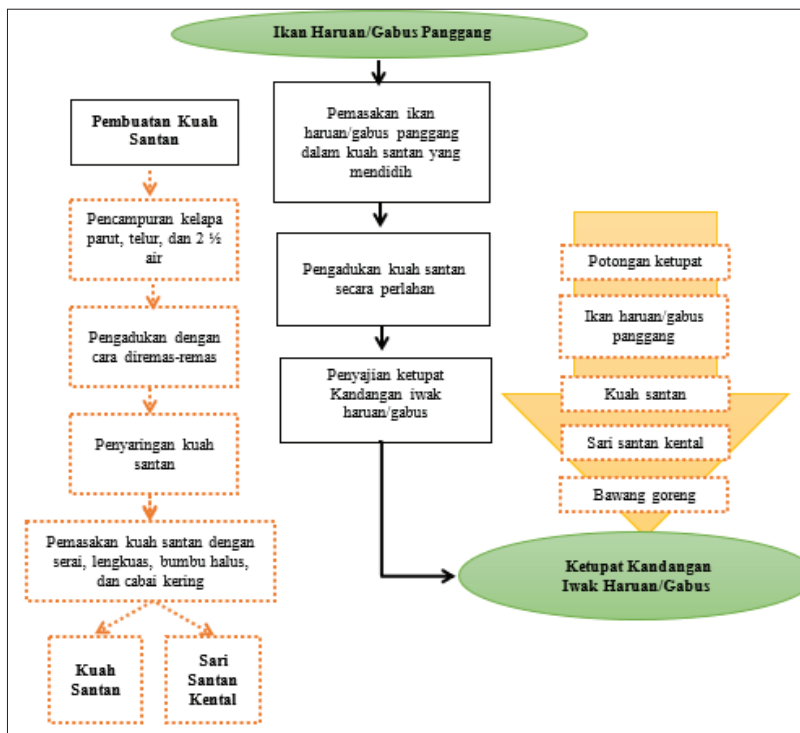 Ikan Haruan/Gabus Panggang
Pembuatan Kuah
Santan
Pencampuran kelapa
parut, telur, dan 2 ½
air
Pengadukan dengan
cara diremas-remas
Penyaringan kuah
santan
Pemasakan kuah santan dengan
serai, lengkuas, bumbu halus,
dan cabai kering
Kuah
Santan
Sari
Santan
Kental
Pemasakan ikan
haruan/gabus panggang
dalam kuah santan yang
mendidih
Pengadukan kuah santan
secara perlahan
Penyajian ketupat
Kandangan iwak
haruan/gabus
Potongan ketupat
Ikan haruan/gabus
panggang
Kuah santan
Sari santan kental
Bawang goreng
Ketupat Kandangan
Iwak Haruan/Gabus